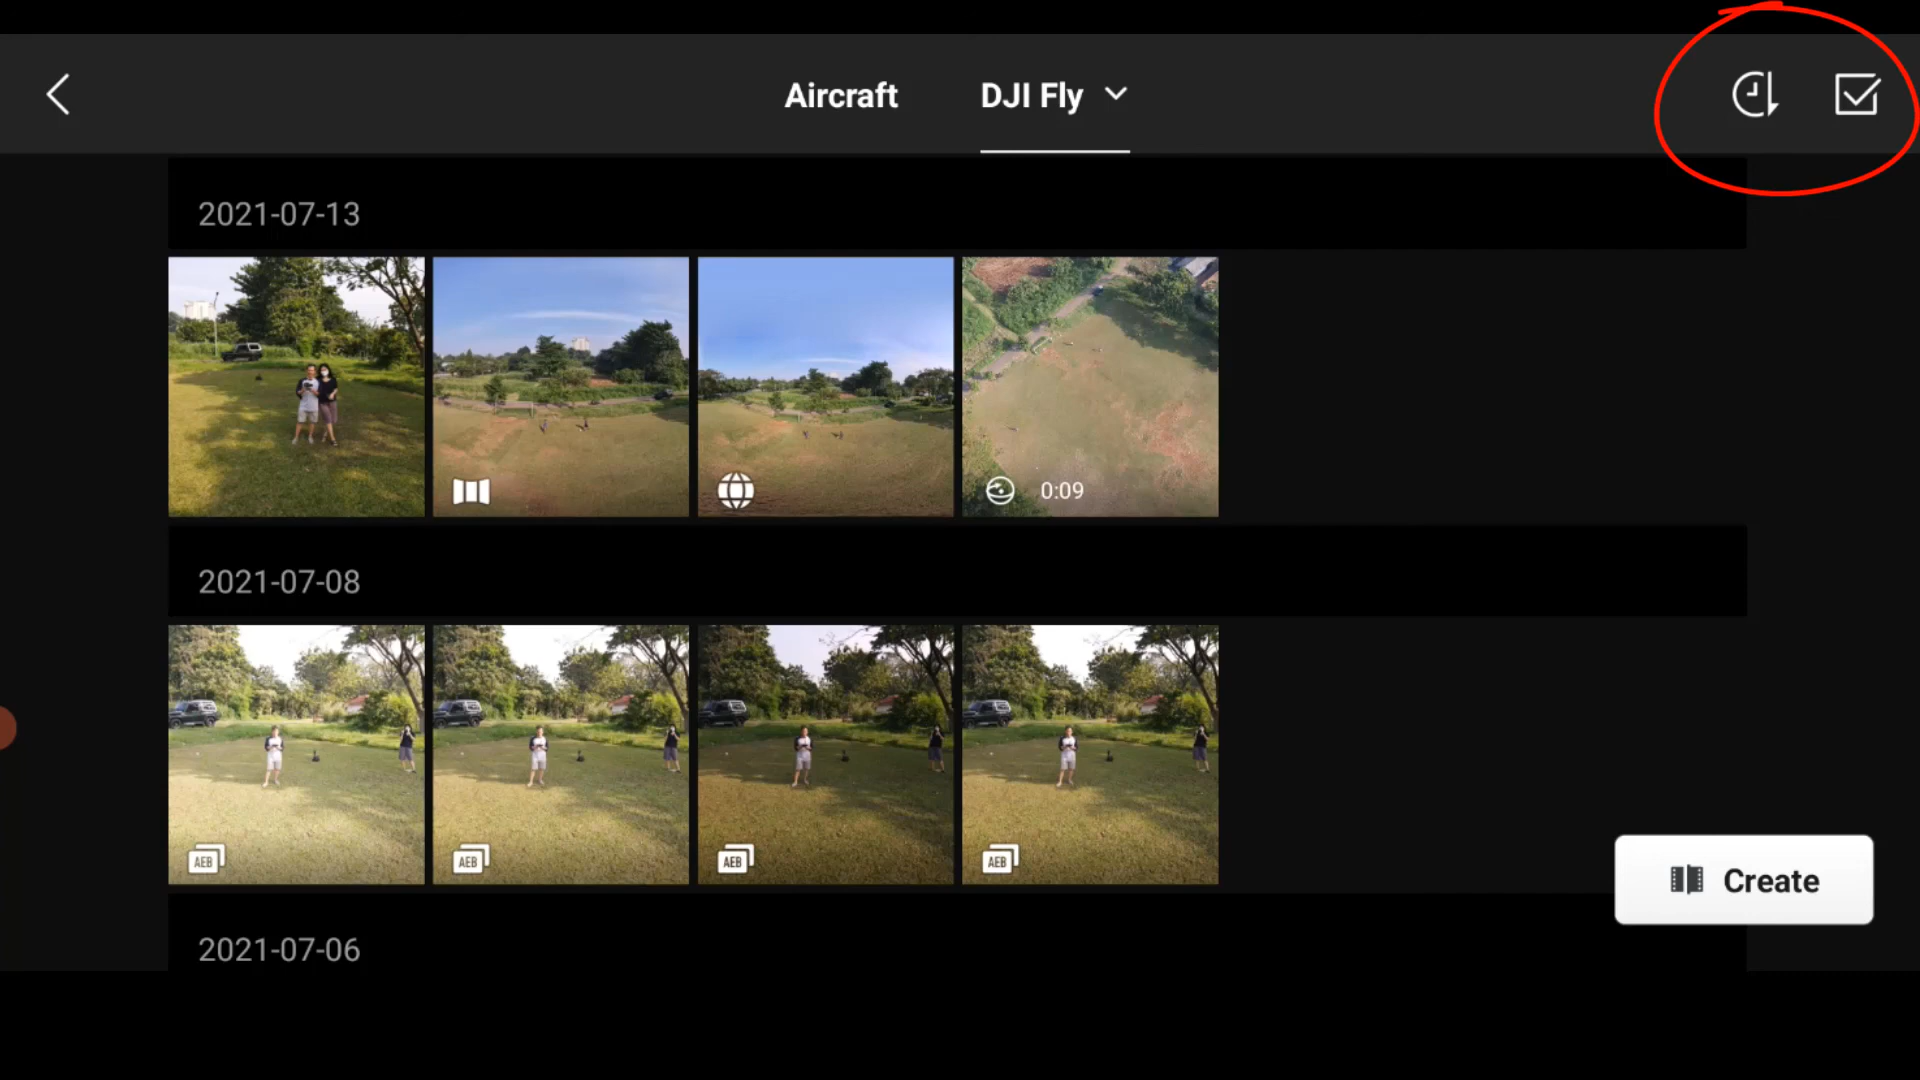 Aircraft DJI Fly
2021-07-13
0:09
2021-07-08
AEB AEB AEB AEB
Create
2021-07-06